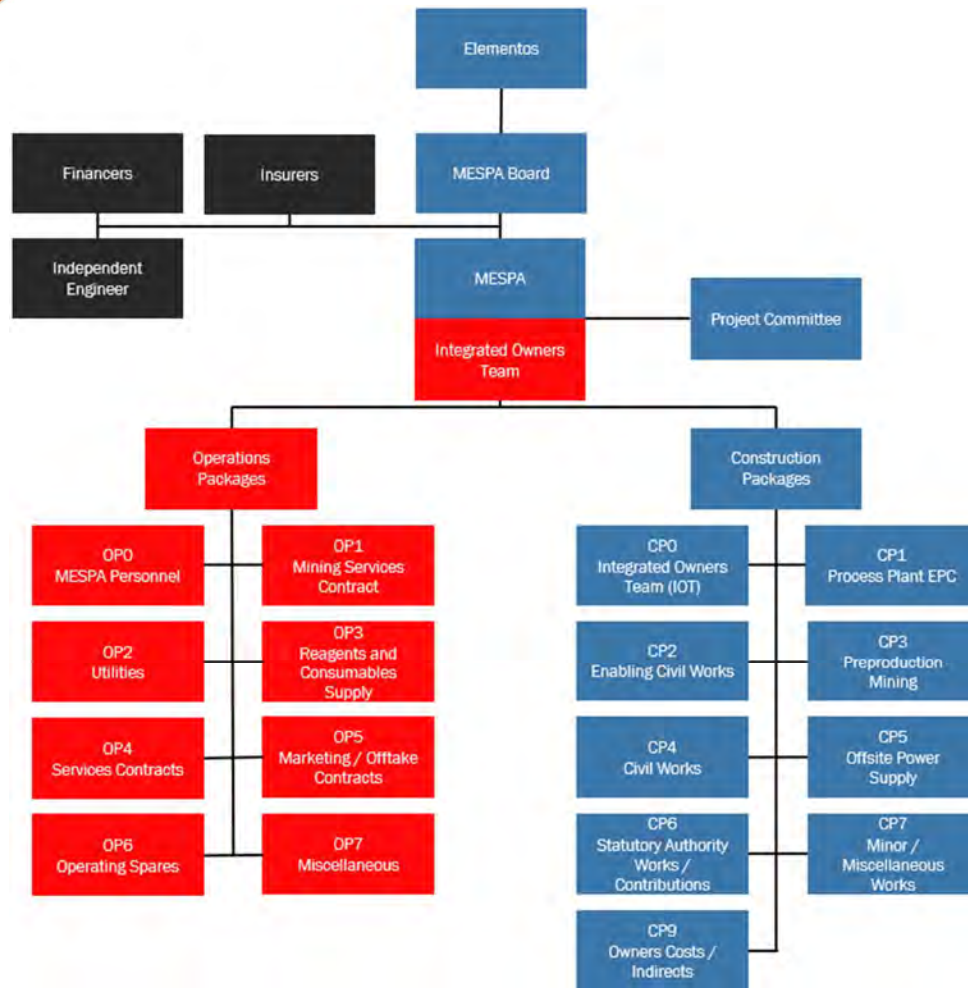 Elementos
Financers
Insurers
MESPA Board
Independent
Engineer
MESPA
Project Committee
Integrated Owners
Team
Operations
Packages
Construction
Packages
OP0
MESPA Personnel
OP1
Mining Services
Contract
OP2
Utilities
OP3
Reagents and
Consumables
Supply
OP4
Services Contracts
OP5
Marketing / Offtake
Contracts
OP6
Operating Spares
OP7
Miscellaneous
CP0
Integrated Owners
Team (IOT)
CP1
Process Plant EPC
CP2
Enabling Civil Works
CP3
Preproduction
Mining
CP4
Civil Works
CP5
Offsite Power
Supply
CP6
Statutory Authority
Works /
Contributions
CP7
Minor /
Miscellaneous
Works
CP9
Owners Costs /
Indirects